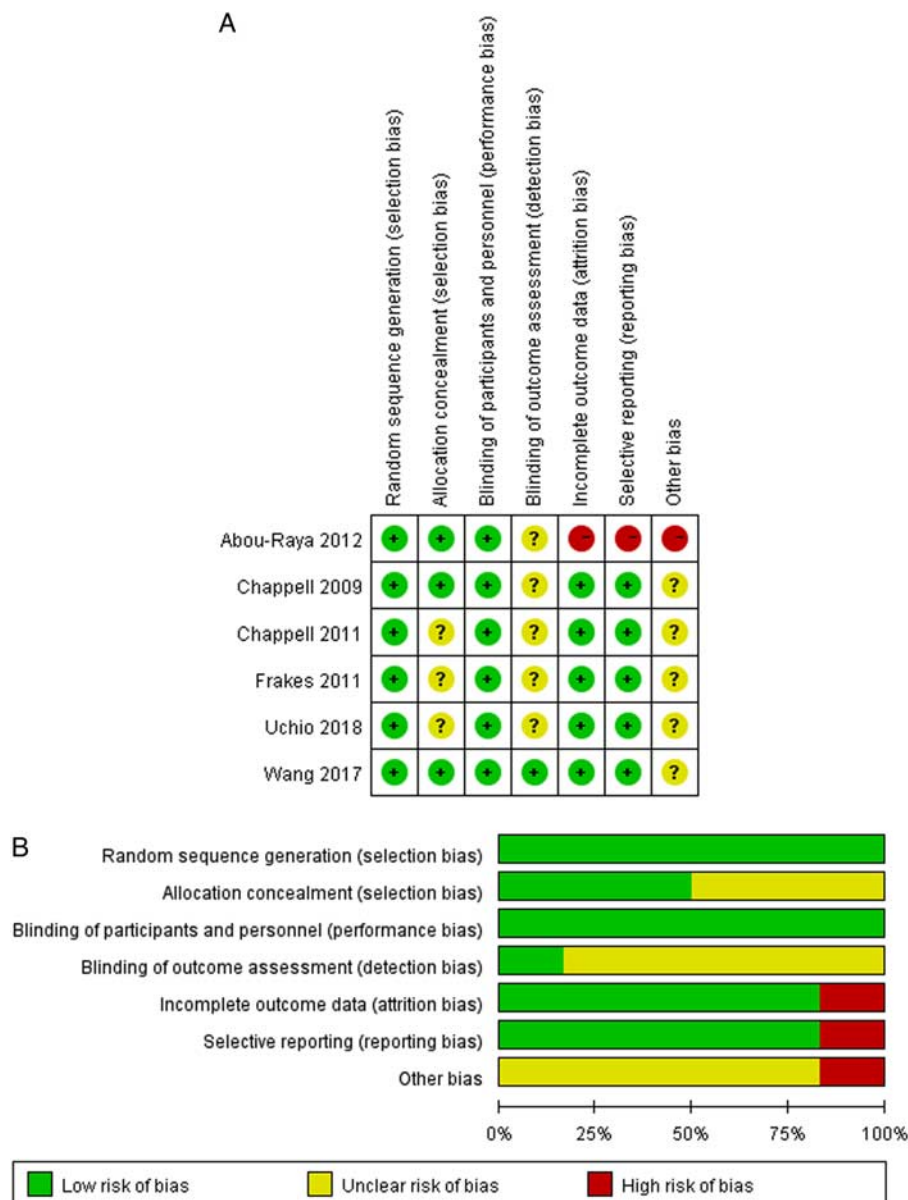 A
Random sequence generation (selection bias)
Allocation concealment (selection bias)
Blinding of participants and personnel (performance bias)
Blinding of outcome assessment (detection bias)
Incomplete outcome data (attrition bias)
Selective reporting (reporting bias)
Other bias
Abou-Raya 2012 + + + ? - - -
Chappell 2009 + + + ? + + ?
Chappell 2011 + ? + ? + + ?
Frakes 2011 + ? + ? + + ?
Uchio 2018 + ? + ? + + ?
Wang 2017 + + + + + + ?
B
Random sequence generation (selection bias)
Allocation concealment (selection bias)
Blinding of participants and personnel (performance bias)
Blinding of outcome assessment (detection bias)
Incomplete outcome data (attrition bias)
Selective reporting (reporting bias)
Other bias
0% 25% 50% 75% 100%
Low risk of bias Unclear risk of bias High risk of bias